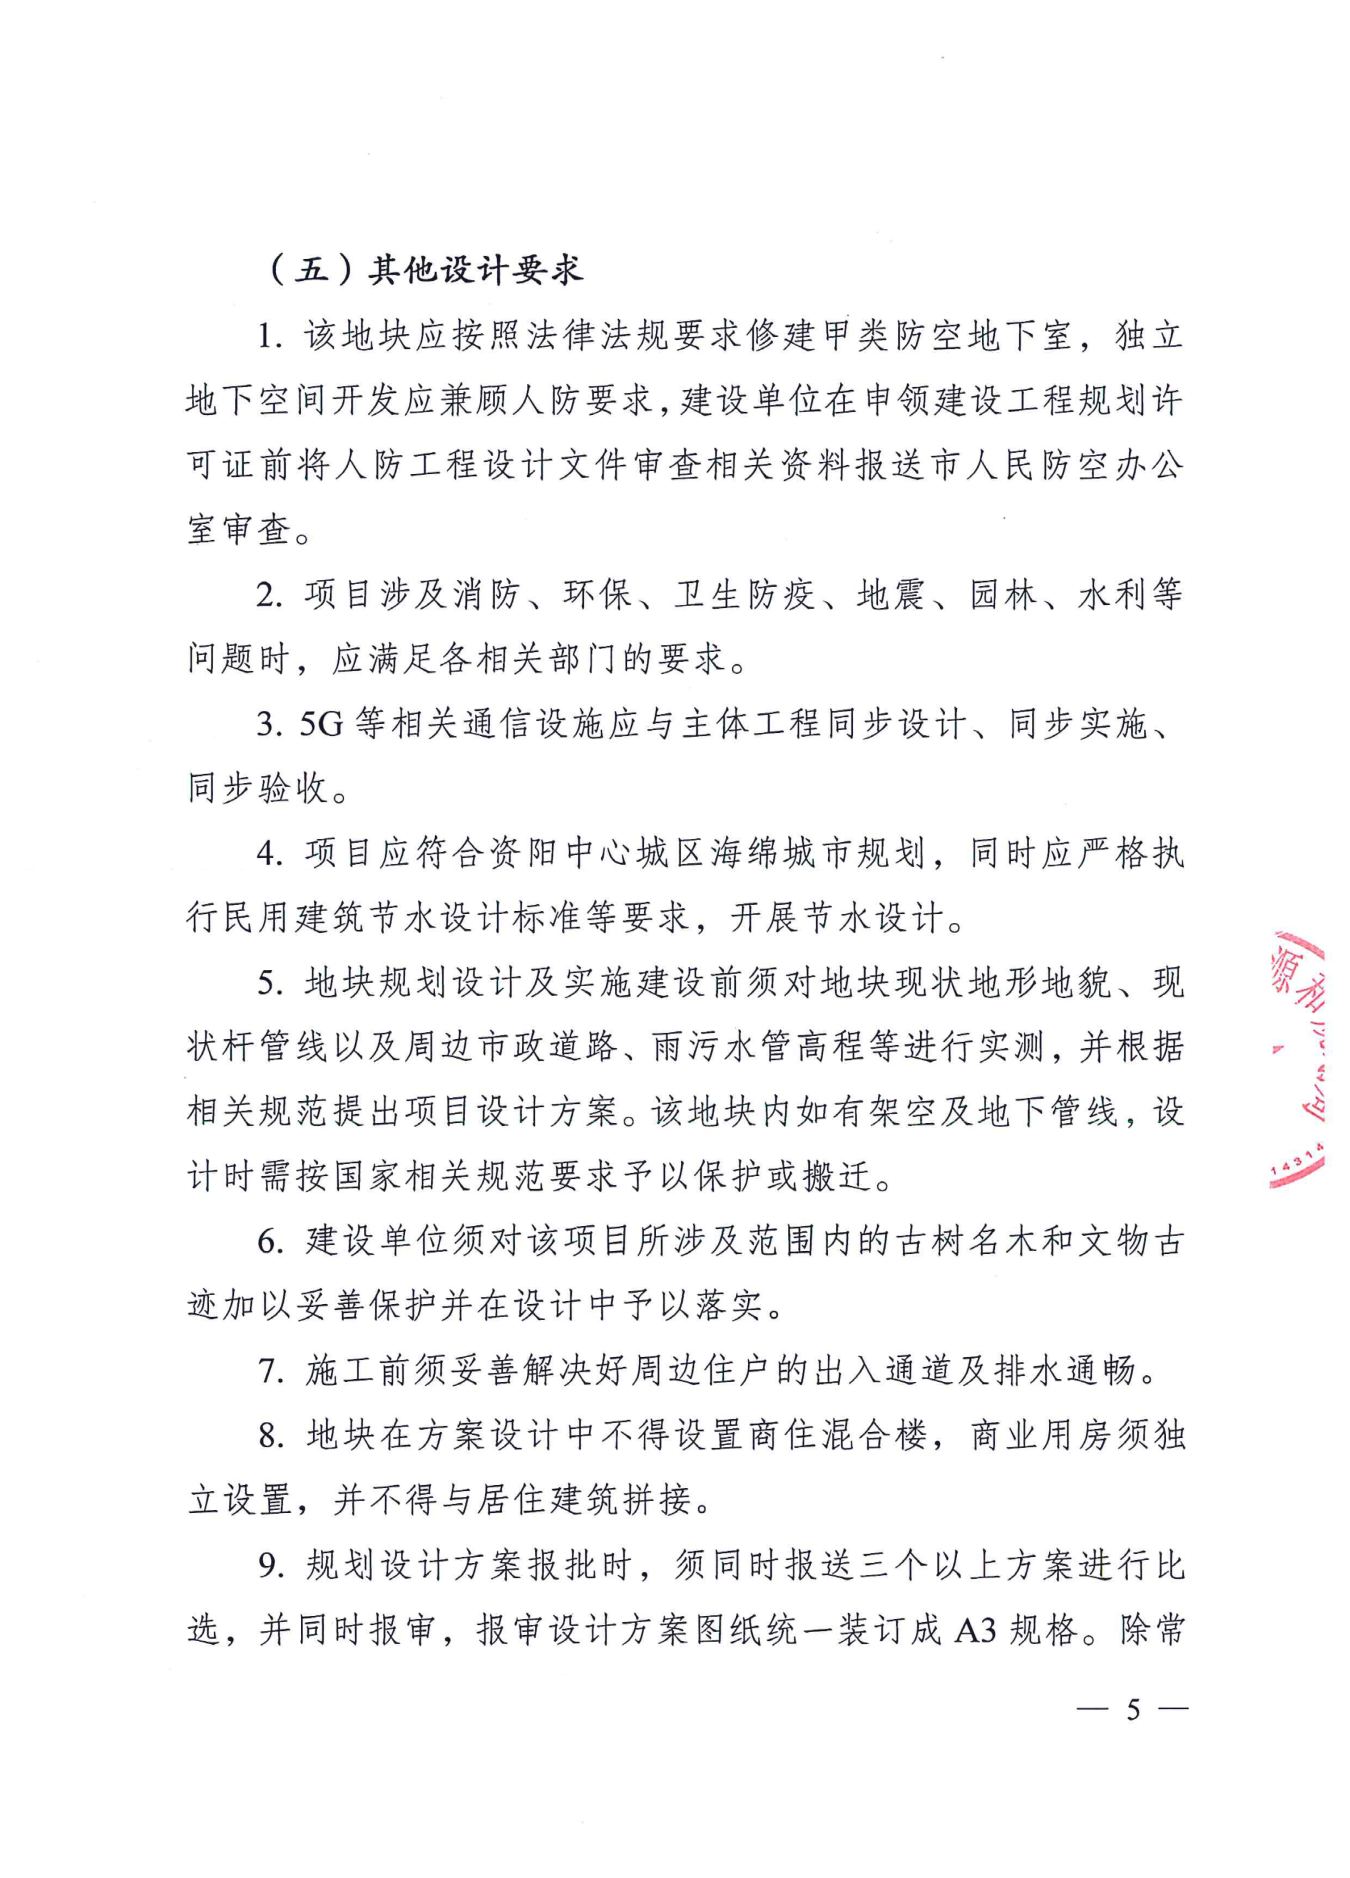 （五）其他设计要求
1. 该地块应按照法律法规要求修建甲类防空地下室，独立
地下空间开发应兼顾人防要求，建设单位在申领建设工程规划许
可证前将人防工程设计文件审查相关资料报送市人民防空办公
室审查。
2. 项目涉及消防、环保、卫生防疫、地震、园林、水利等
问题时，应满足各相关部门的要求。
3. 5G 等相关通信设施应与主体工程同步设计、同步实施、
同步验收。
4. 项目应符合资阳中心城区海绵城市规划，同时应严格执
行民用建筑节水设计标准等要求，开展节水设计。
5. 地块规划设计及实施建设前须对地块现状地形地貌、现
状杆管线以及周边市政道路、雨污水管高程等进行实测，并根据
相关规范提出项目设计方案。该地块内如有架空及地下管线，设
计时需按国家相关规范要求予以保护或搬迁。
6. 建设单位须对该项目所涉及范围内的古树名木和文物古
迹加以妥善保护并在设计中予以落实。
7. 施工前须妥善解决好周边住户的出入通道及排水通畅。
8. 地块在方案设计中不得设置商住混合楼，商业用房须独
立设置，并不得与居住建筑拼接。
9. 规划设计方案报批时，须同时报送三个以上方案进行比
选，并同时报审，报审设计方案图纸统一装订成 A3 规格。除常
— 5 —
源
14314